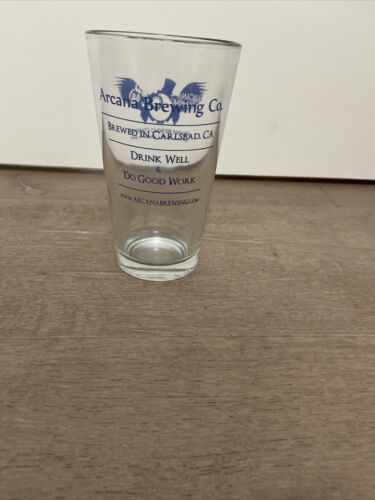 Arcana Brewing Co.
Brewed in Carlsbad, CA
Drink Well
&
Do Good Work
www.arcanabrewing.com